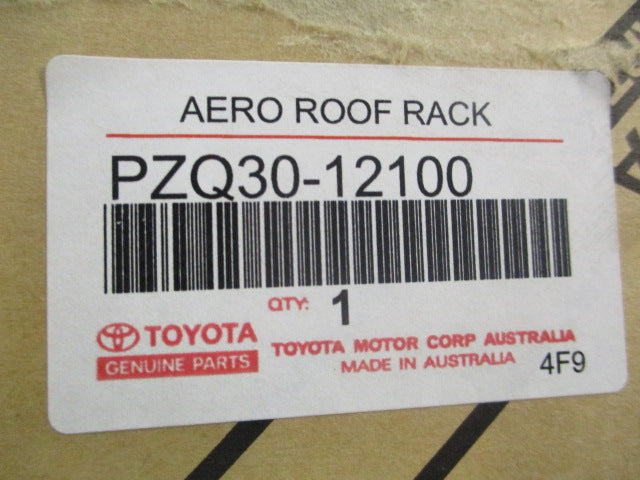 AERO ROOF RACK
PZQ30-12100
QTY: 1
TOYOTA
GENUINE PARTS
TOYOTA MOTOR CORP AUSTRALIA
MADE IN AUSTRALIA
4F9